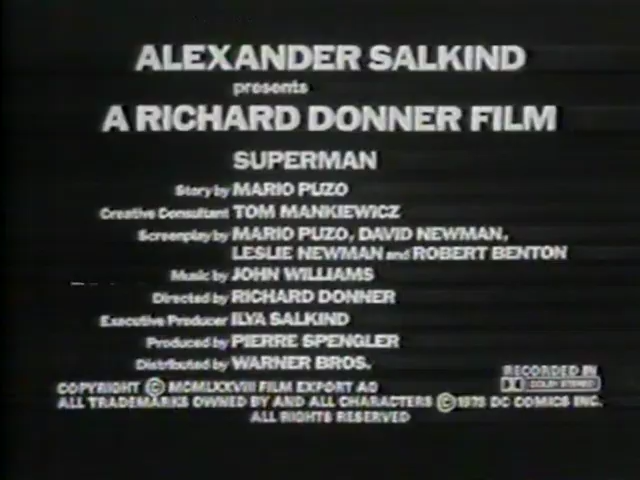 ALEXANDER SALKIND
presents
A RICHARD DONNER FILM
SUPERMAN
Story by MARIO PUZO
Creative Consultant TOM MANKIEWICZ
Screenplay by MARIO PUZO, DAVID NEWMAN,
LESLIE NEWMAN and ROBERT BENTON
Music by JOHN WILLIAMS
Directed by RICHARD DONNER
Executive Producer ILYA SALKIND
Produced by PIERRE SPENGLER
Distributed by WARNER BROS.
RECORDED IN
DOLBY STEREO
COPYRIGHT © MCMLXXVIII FILM EXPORT AG
ALL TRADEMARKS OWNED BY AND ALL CHARACTERS © 1978 DC COMICS INC.
ALL RIGHTS RESERVED